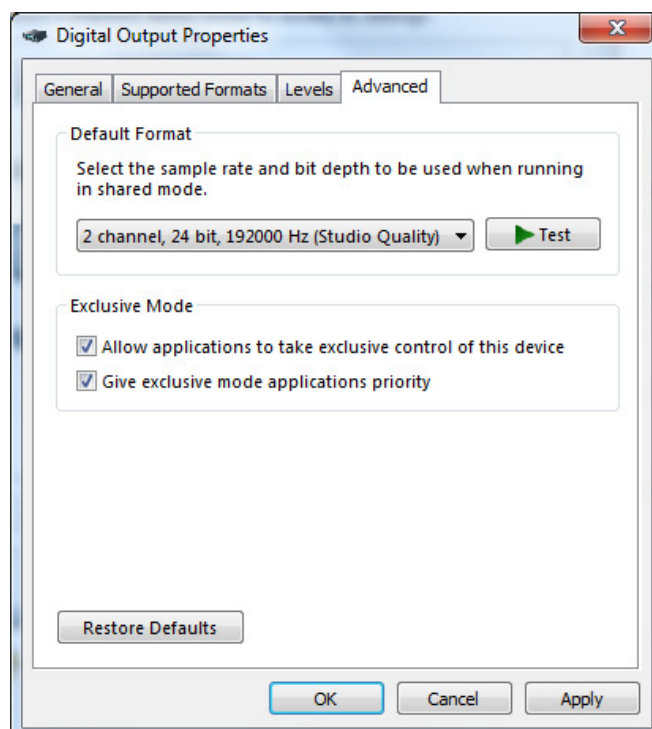 Digital Output Properties
General Supported Formats Levels Advanced
Default Format
Select the sample rate and bit depth to be used when running
in shared mode.
2 channel, 24 bit, 192000 Hz (Studio Quality) Test
Exclusive Mode
Allow applications to take exclusive control of this device
Give exclusive mode applications priority
Restore Defaults
OK Cancel Apply